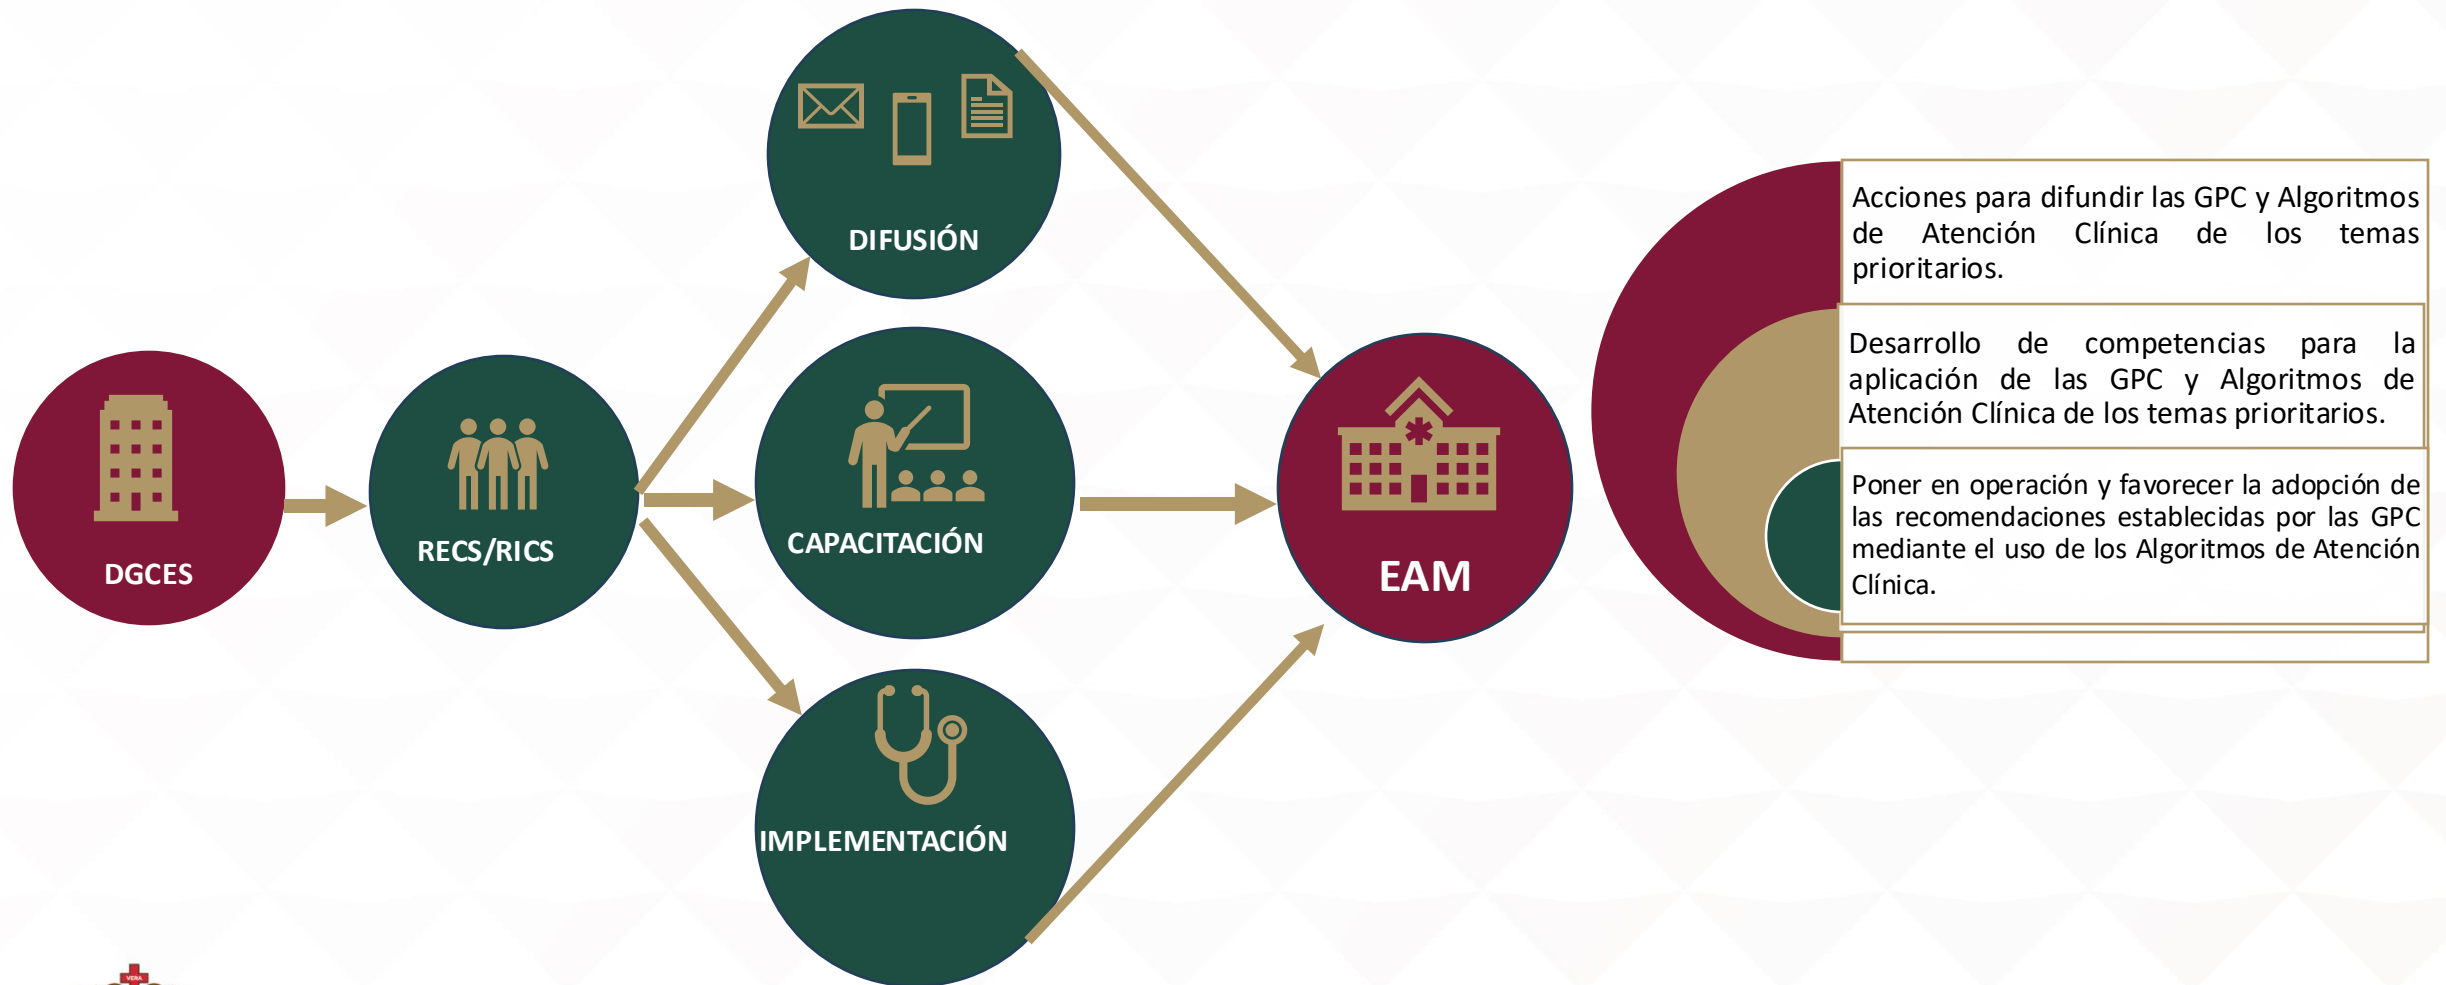 DIFUSIÓN
DGCES
RECS/RICS
CAPACITACIÓN
IMPLEMENTACIÓN
EAM
Acciones para difundir las GPC y Algoritmos
de Atención Clínica de los temas
prioritarios.
Desarrollo de competencias para la
aplicación de las GPC y Algoritmos de
Atención Clínica de los temas prioritarios.
Poner en operación y favorecer la adopción de
las recomendaciones establecidas por las GPC
mediante el uso de los Algoritmos de Atención
Clínica.
VERA